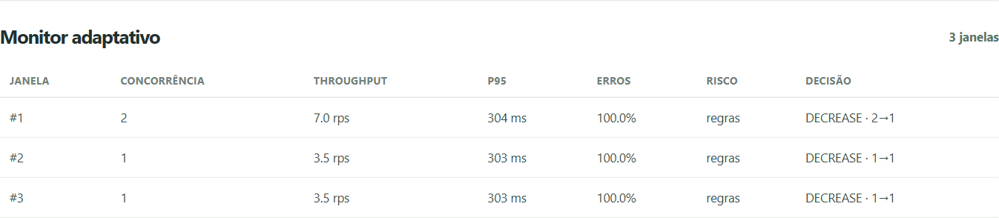 Monitor adaptativo
3 janelas
JANELA CONCORRÊNCIA THROUGHPUT P95 ERROS RISCO DECISÃO
#1 2 7.0 rps 304 ms 100.0% regras DECREASE · 2→1
#2 1 3.5 rps 303 ms 100.0% regras DECREASE · 1→1
#3 1 3.5 rps 303 ms 100.0% regras DECREASE · 1→1